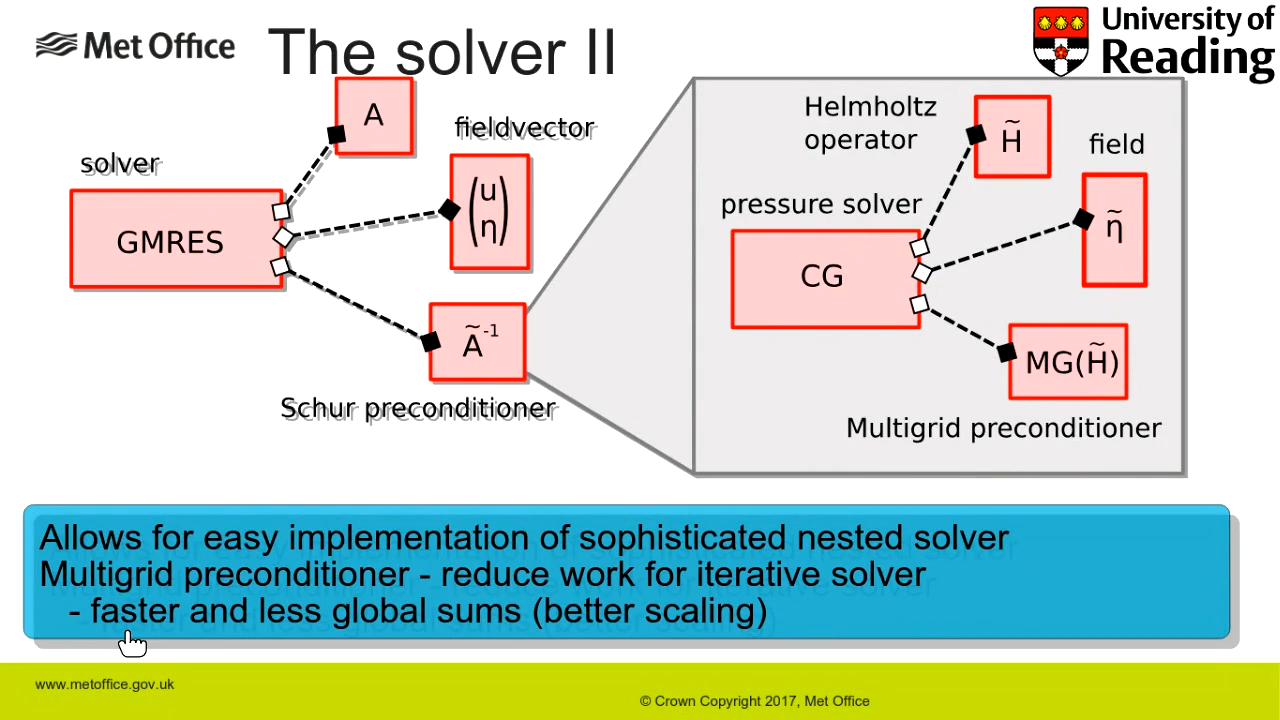 Met Office
The solver II
University of
Reading
solver
GMRES
A
fieldvector
(u
η)
Ã-1
Schur preconditioner
Helmholtz
operator
H̃
field
pressure solver
CG
η̃
MG(H̃)
Multigrid preconditioner
Allows for easy implementation of sophisticated nested solver
Multigrid preconditioner - reduce work for iterative solver
- faster and less global sums (better scaling)
www.metoffice.gov.uk
© Crown Copyright 2017, Met Office